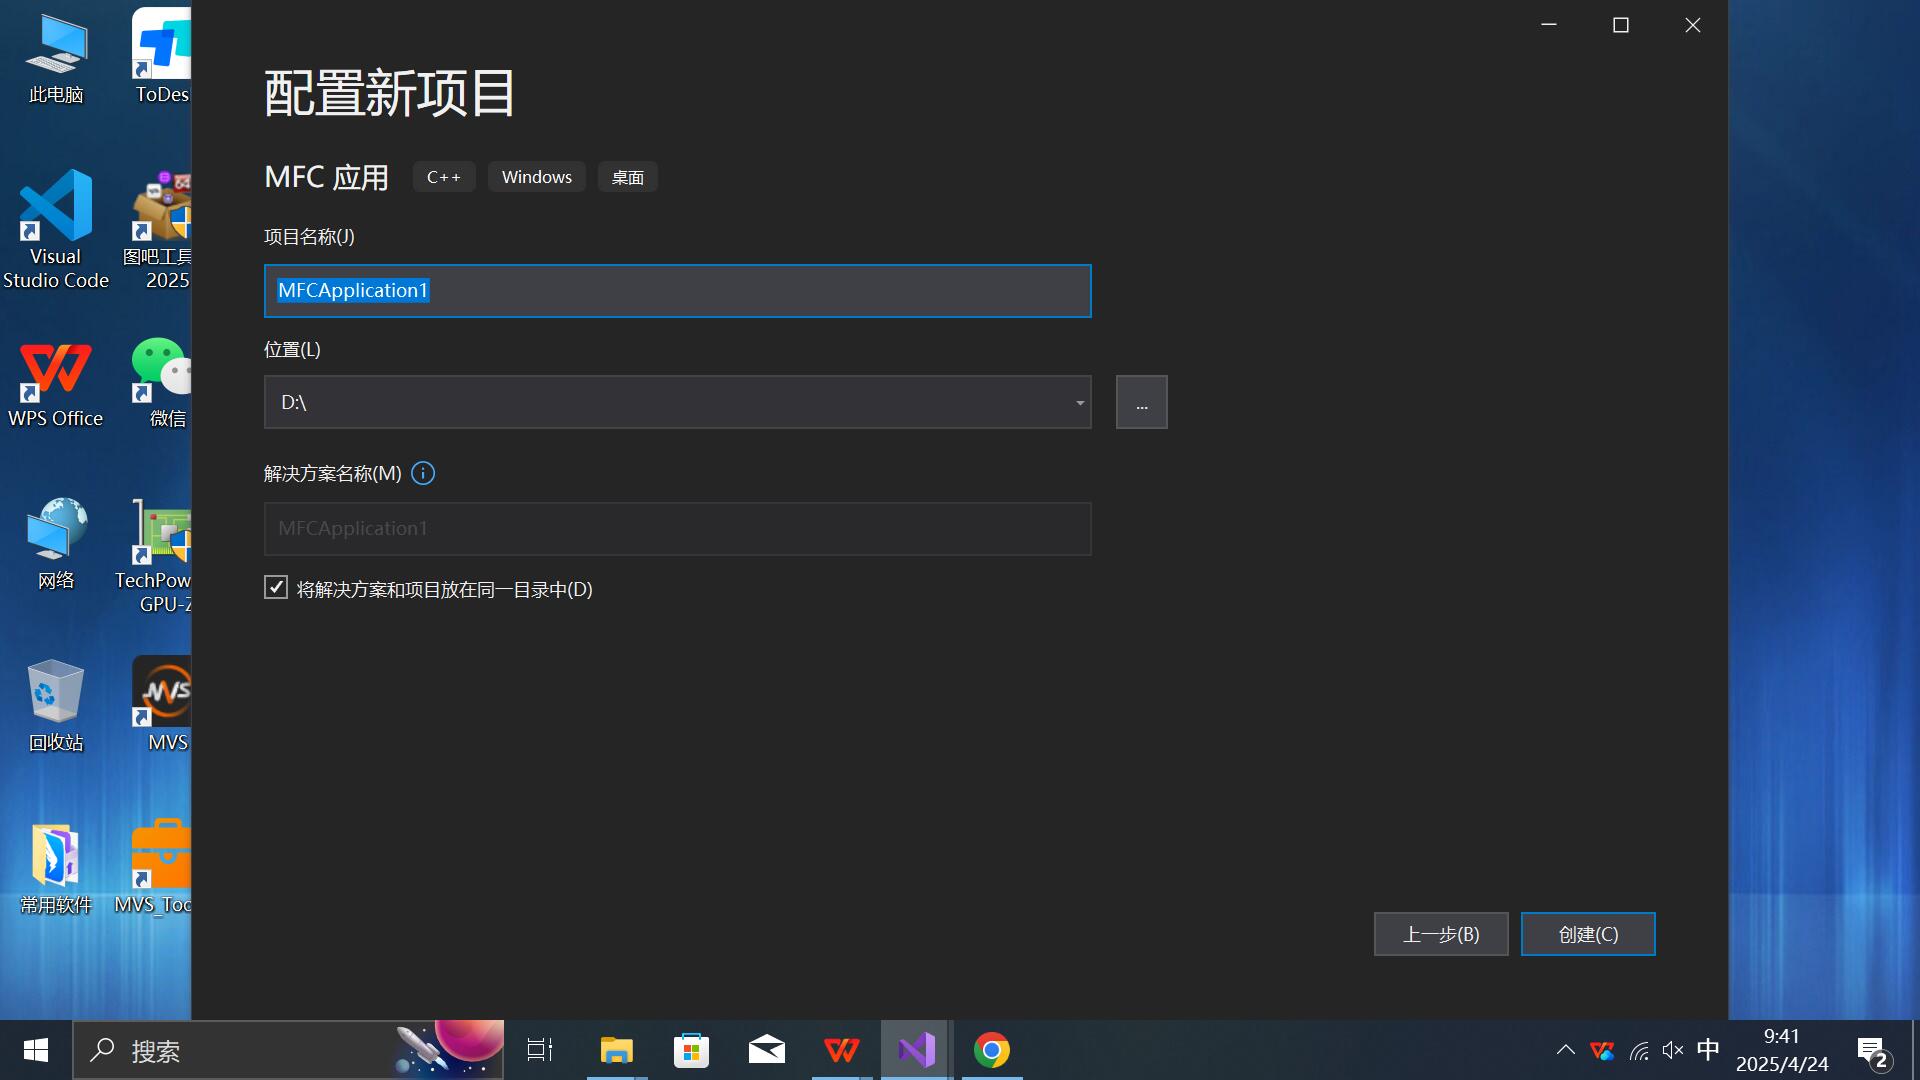 此电脑
ToDes
Visual
Studio Code
图吧工具
2025
WPS Office
微信
网络
TechPow
GPU-Z
回收站
MVS
常用软件
MVS_Too
配置新项目
MFC 应用
C++
Windows
桌面
项目名称(J)
MFCApplication1
位置(L)
D:\
...
解决方案名称(M)
MFCApplication1
将解决方案和项目放在同一目录中(D)
上一步(B)
创建(C)
搜索
中
9:41
2025/4/24
2